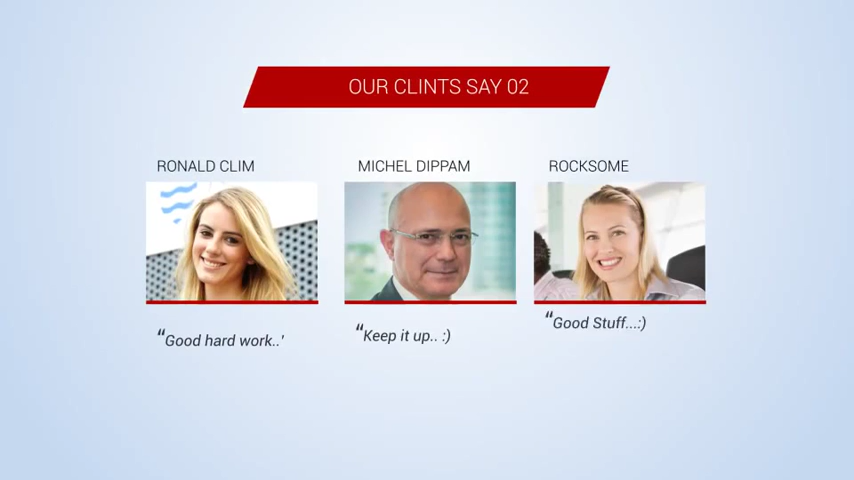 OUR CLINTS SAY 02
RONALD CLIM
MICHEL DIPPAM
ROCKSOME
“Good hard work..'
“Keep it up.. :)
“Good Stuff...:)